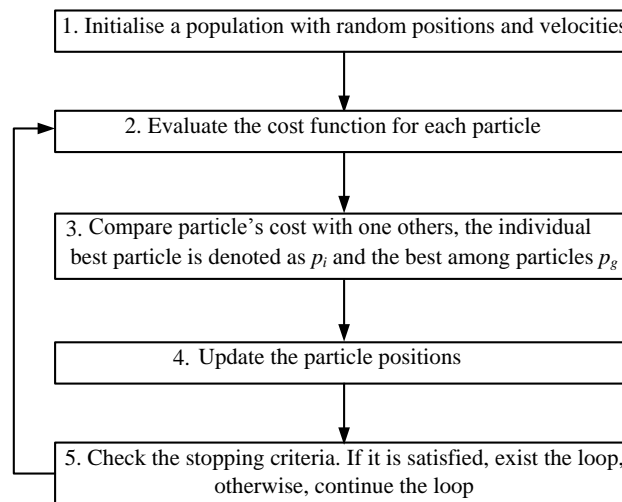 1. Initialise a population with random positions and velocities
2. Evaluate the cost function for each particle
3. Compare particle's cost with one others, the individual
best particle is denoted as pi and the best among particles pg
4. Update the particle positions
5. Check the stopping criteria. If it is satisfied, exist the loop,
otherwise, continue the loop